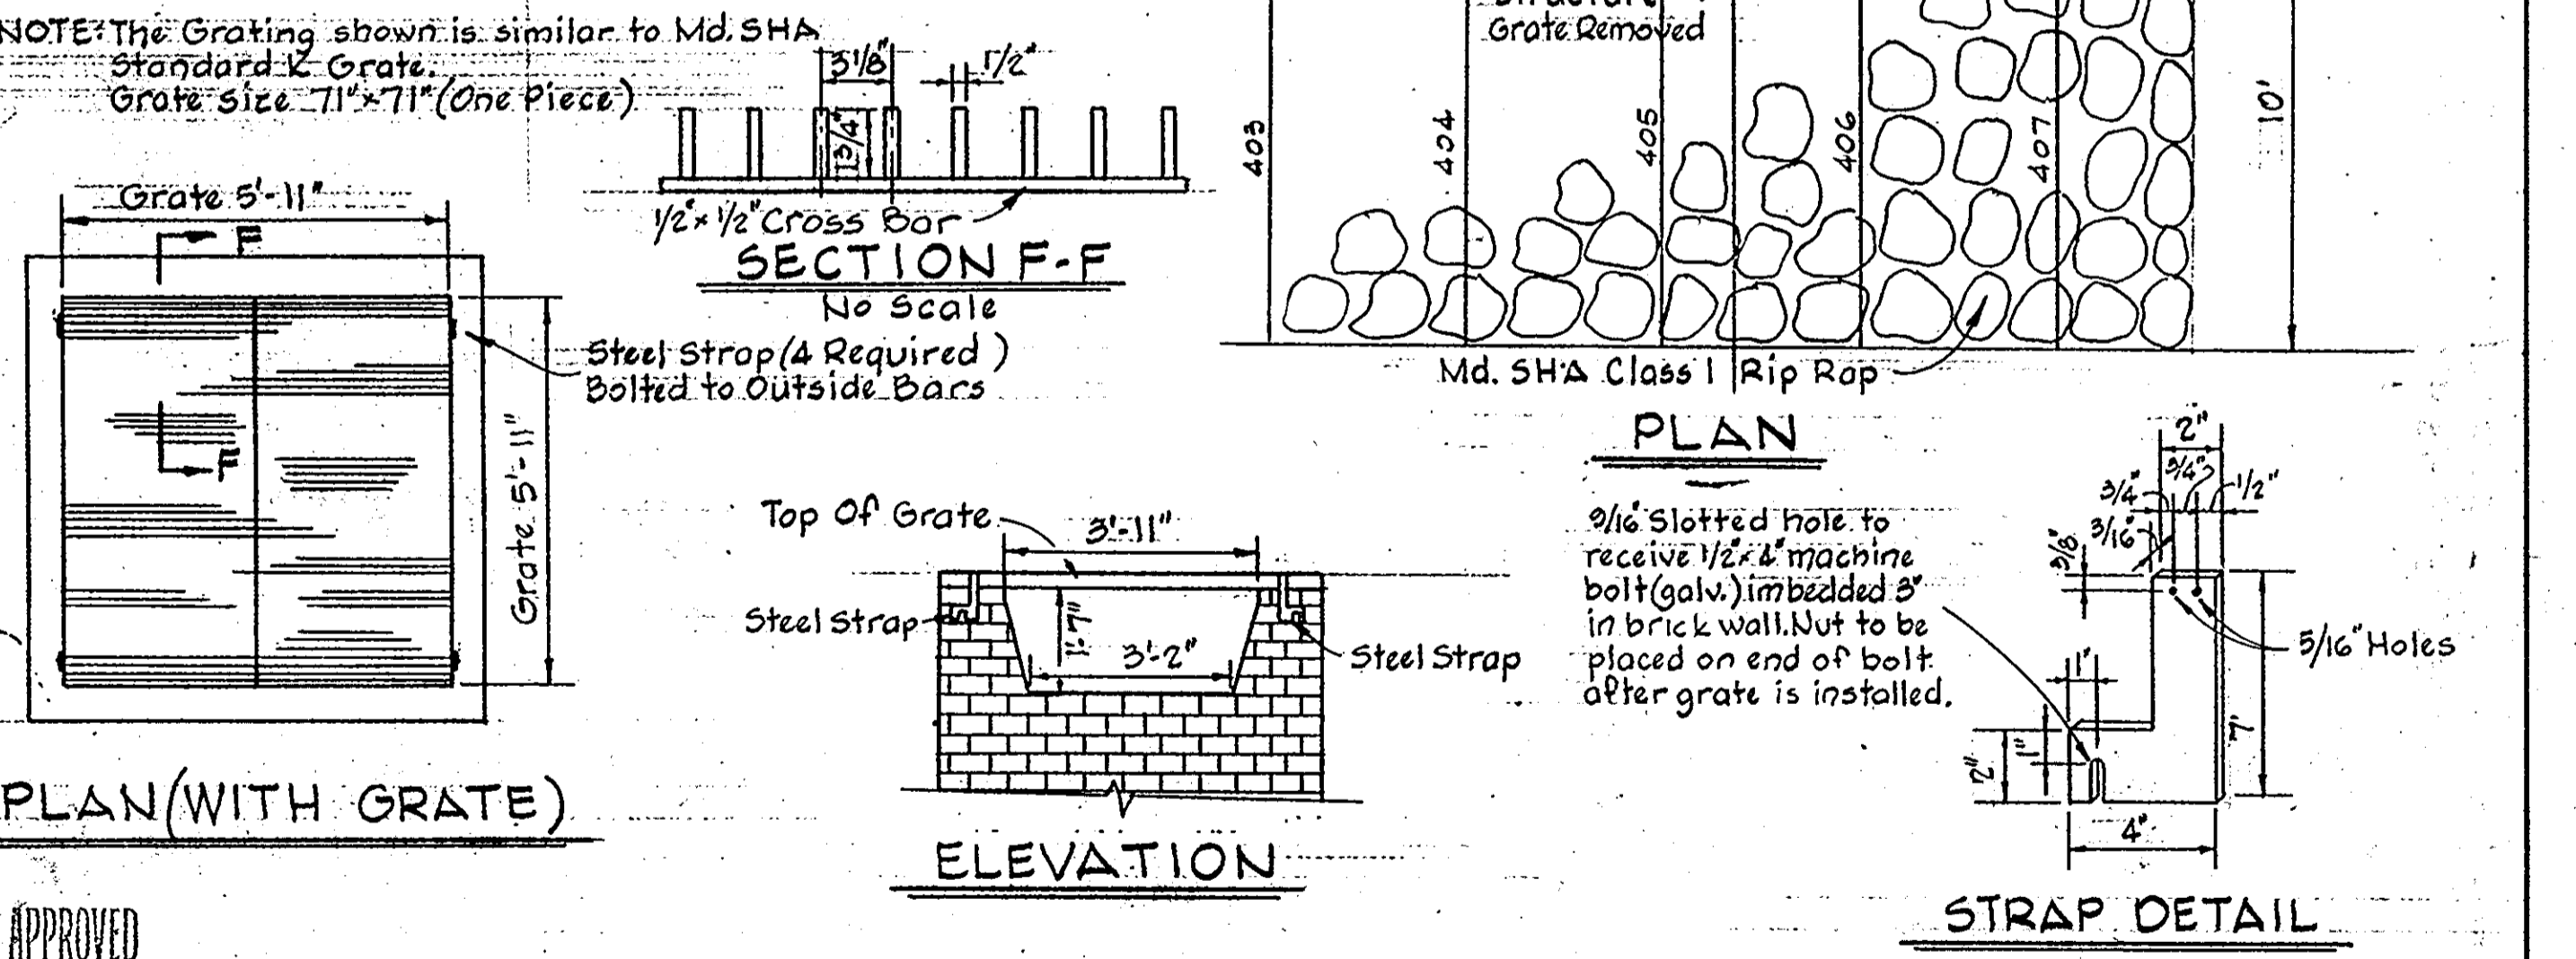 NOTE: The Grating shown is similar to Md. SHA
Standard K Grate.
Grate size 71"x71" (One Piece)
3 1/8"
1/2"
1 3/4"
1/2"x 1/2" Cross Bar
SECTION F-F
No Scale
Grate Removed
403
404
405
406
407
10'
Md. SHA Class 1 Rip Rap
PLAN
Grate 5'-11"
F
F
Grate 5'-11"
Steel Strap (4 Required )
Bolted to Outside Bars
PLAN (WITH GRATE)
Top Of Grate
3'-11"
Steel Strap
1'-7"
3'-2"
Steel Strap
ELEVATION
9/16" Slotted hole to
receive 1/2"x 4" machine
bolt (galv.) imbedded 3"
in brick wall. Nut to be
placed on end of bolt
after grate is installed.
2"
3/4"
3/4"
1/2"
3/16"
3/8"
5/16" Holes
1"
1"
2"
7"
4"
STRAP DETAIL
APPROVED